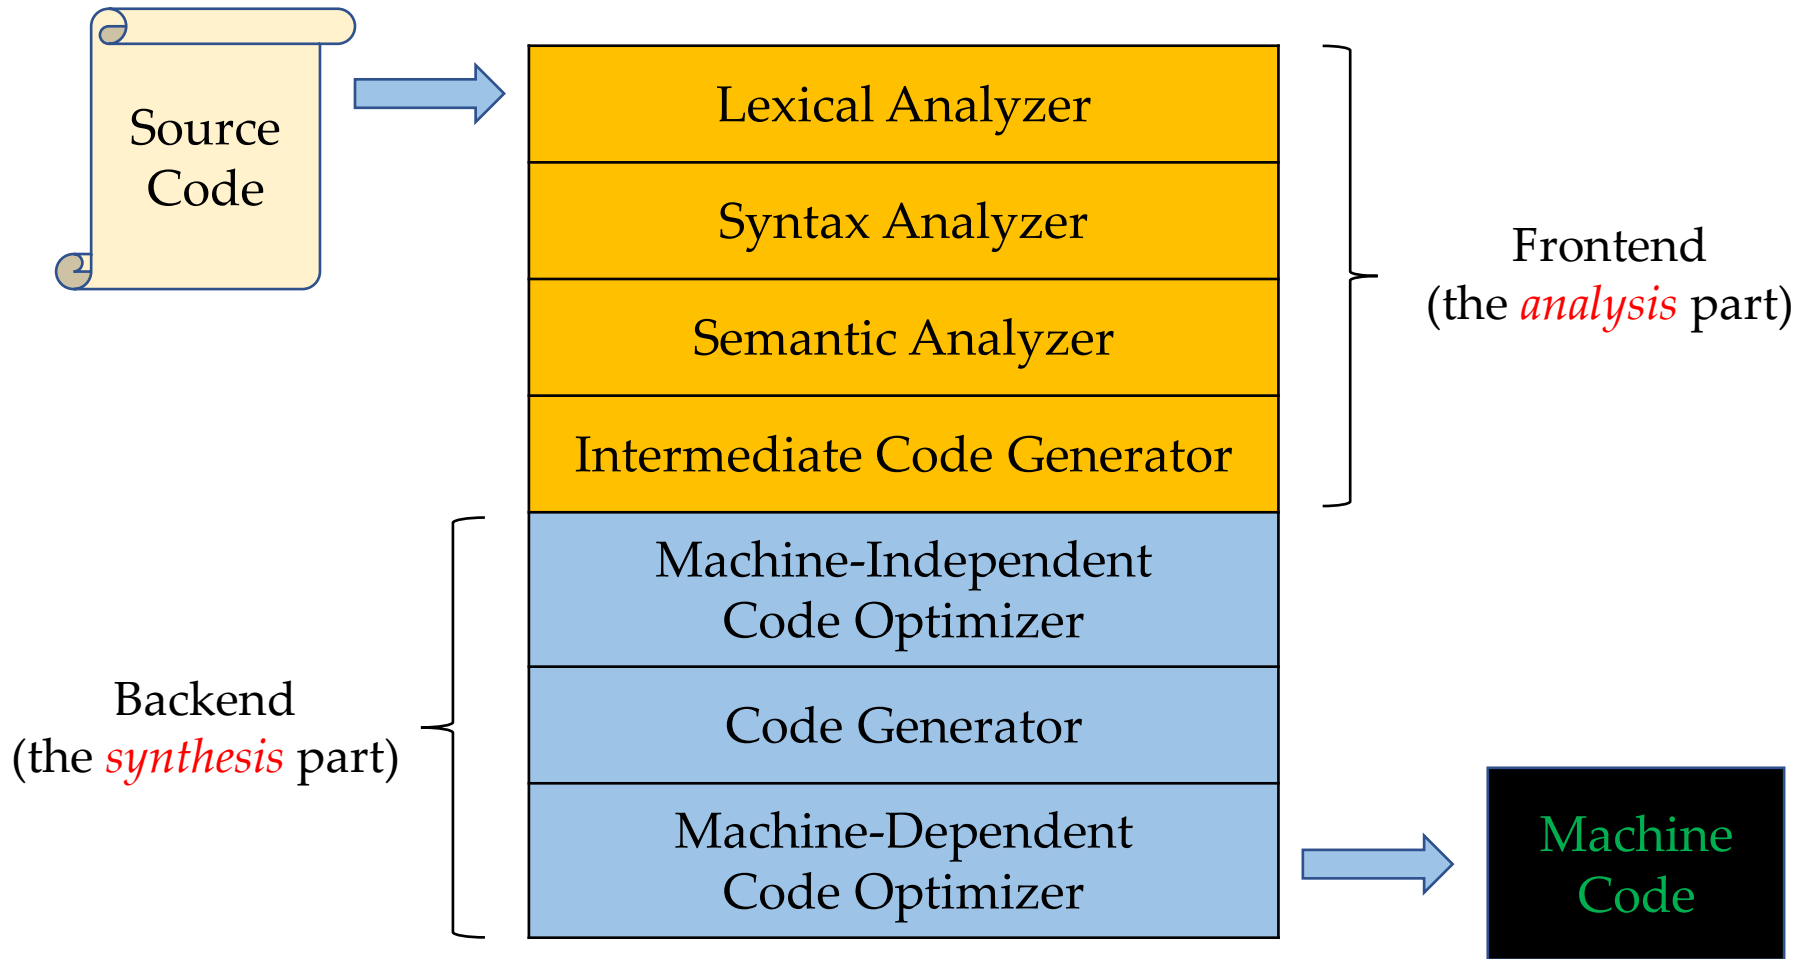 Source
Code
Lexical Analyzer
Syntax Analyzer
Semantic Analyzer
Intermediate Code Generator
Frontend
(the analysis part)
Machine-Independent
Code Optimizer
Code Generator
Machine-Dependent
Code Optimizer
Backend
(the synthesis part)
Machine
Code